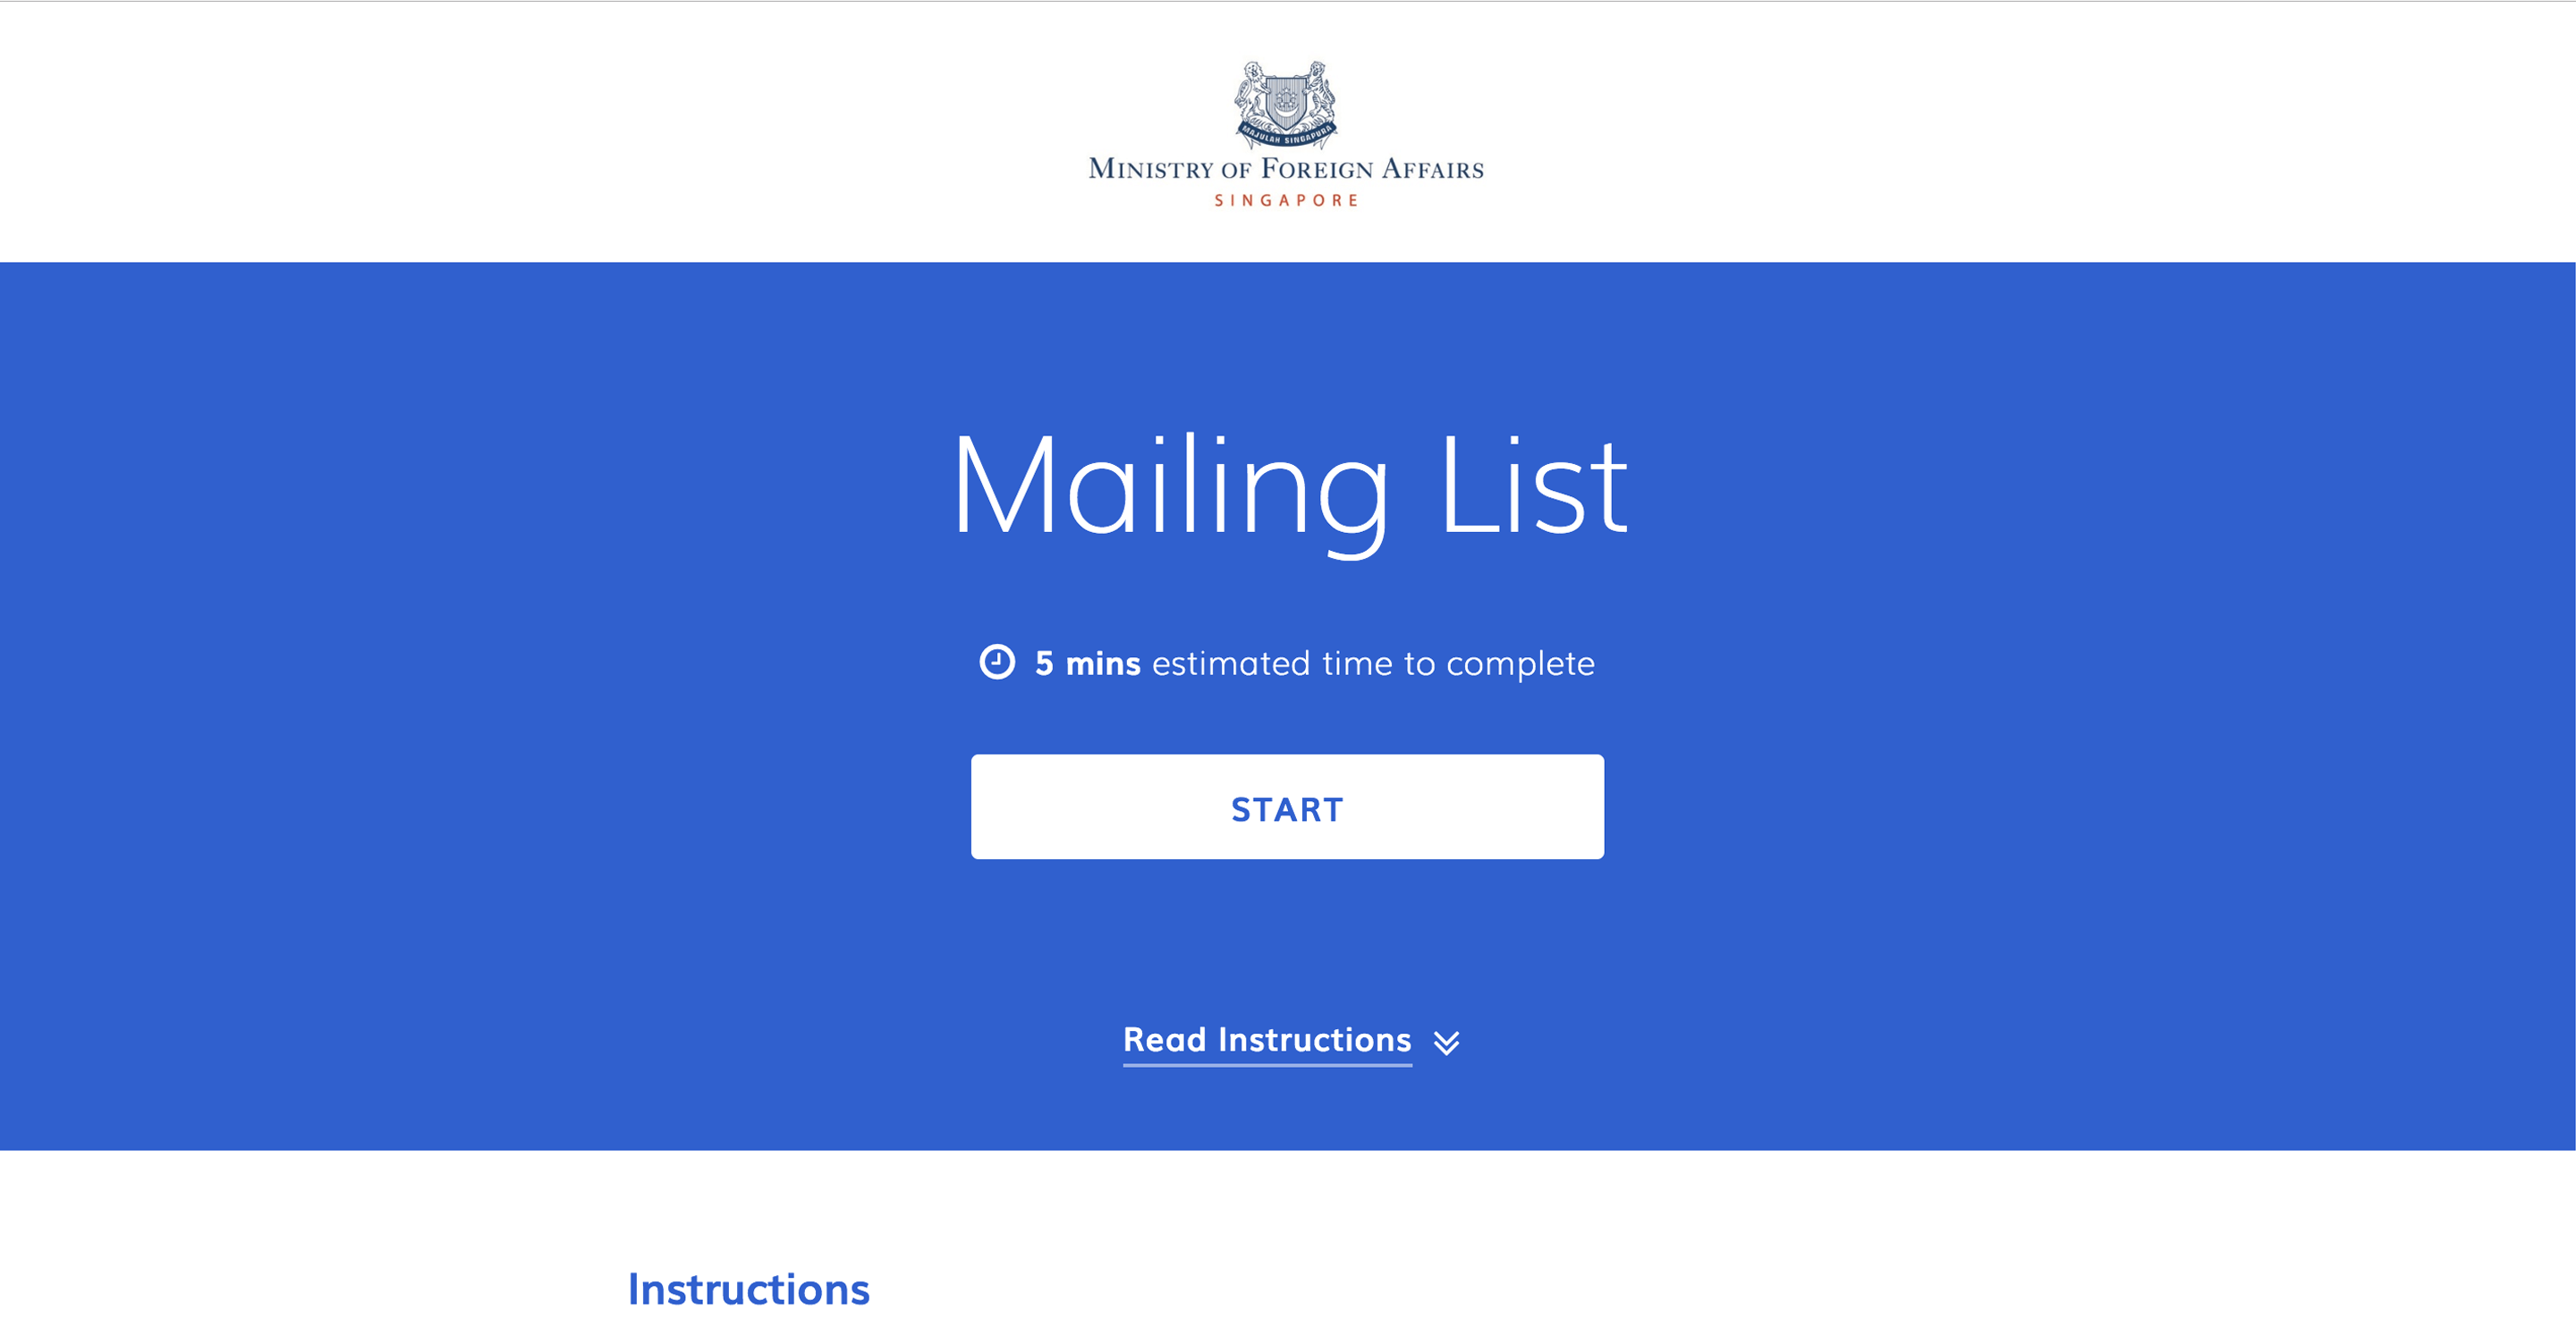 MAJULAH SINGAPURA
MINISTRY OF FOREIGN AFFAIRS
SINGAPORE
Mailing List
5 mins estimated time to complete
START
Read Instructions
Instructions